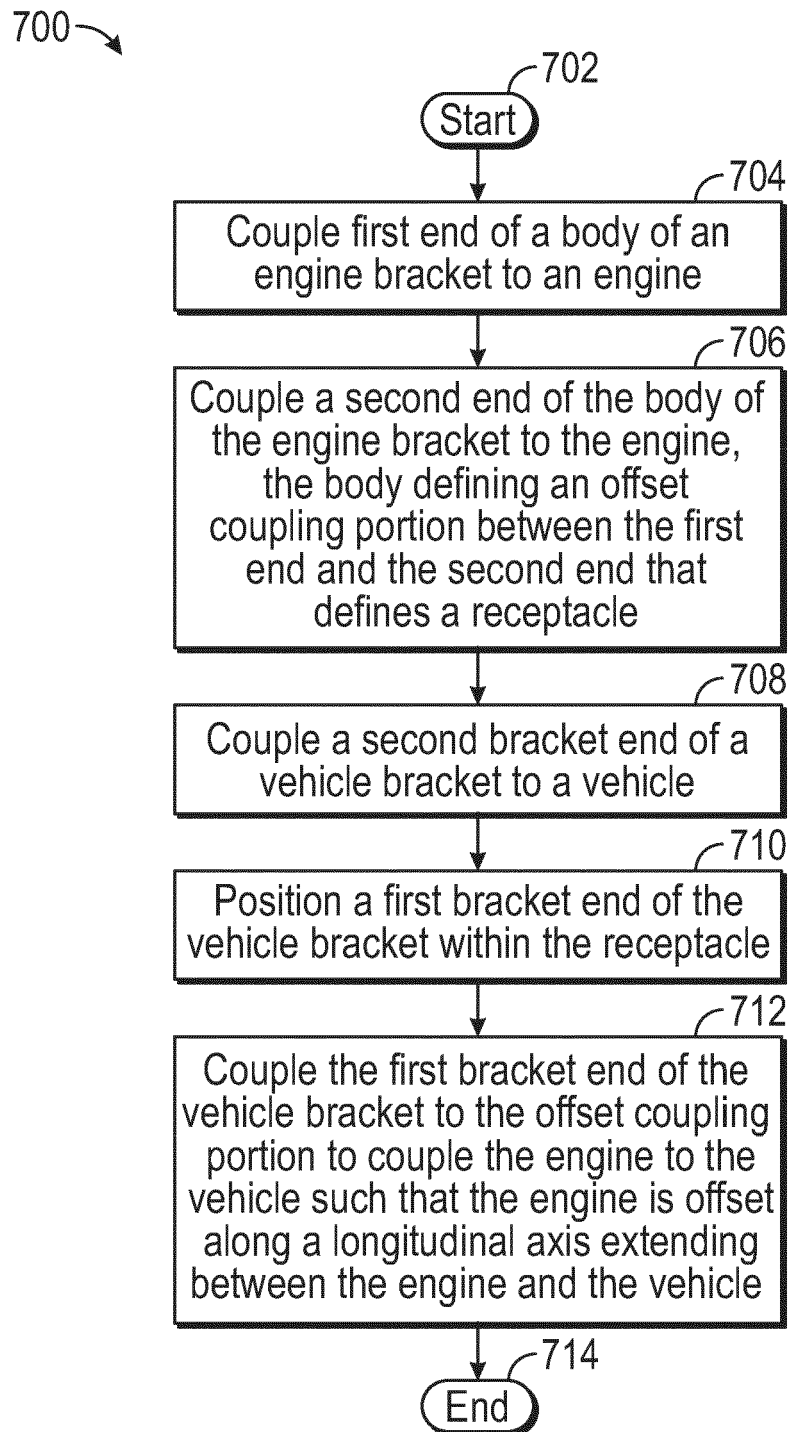 700
702
Start
704
Couple first end of a body of an
engine bracket to an engine
706
Couple a second end of the body of
the engine bracket to the engine,
the body defining an offset
coupling portion between the first
end and the second end that
defines a receptacle
708
Couple a second bracket end of a
vehicle bracket to a vehicle
710
Position a first bracket end of the
vehicle bracket within the receptacle
712
Couple the first bracket end of the
vehicle bracket to the offset coupling
portion to couple the engine to the
vehicle such that the engine is offset
along a longitudinal axis extending
between the engine and the vehicle
714
End